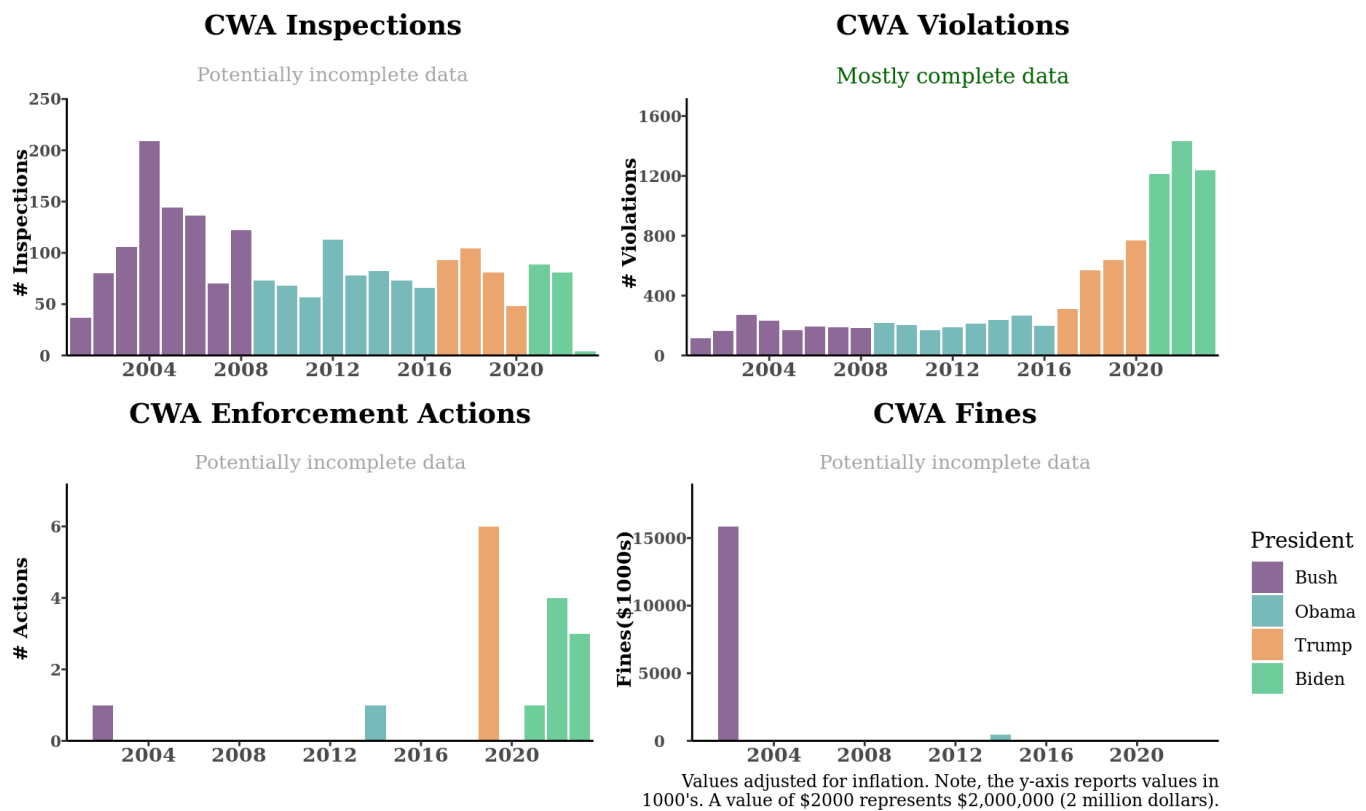 CWA Inspections
Potentially incomplete data
# Inspections
250
200
150
100
50
0
2004
2008
2012
2016
2020
CWA Violations
Mostly complete data
# Violations
1600
1200
800
400
0
2004
2008
2012
2016
2020
CWA Enforcement Actions
Potentially incomplete data
# Actions
6
4
2
0
2004
2008
2012
2016
2020
CWA Fines
Potentially incomplete data
Fines($1000s)
15000
10000
5000
0
2004
2008
2012
2016
2020
President
Bush
Obama
Trump
Biden
Values adjusted for inflation. Note, the y-axis reports values in
1000's. A value of $2000 represents $2,000,000 (2 million dollars).